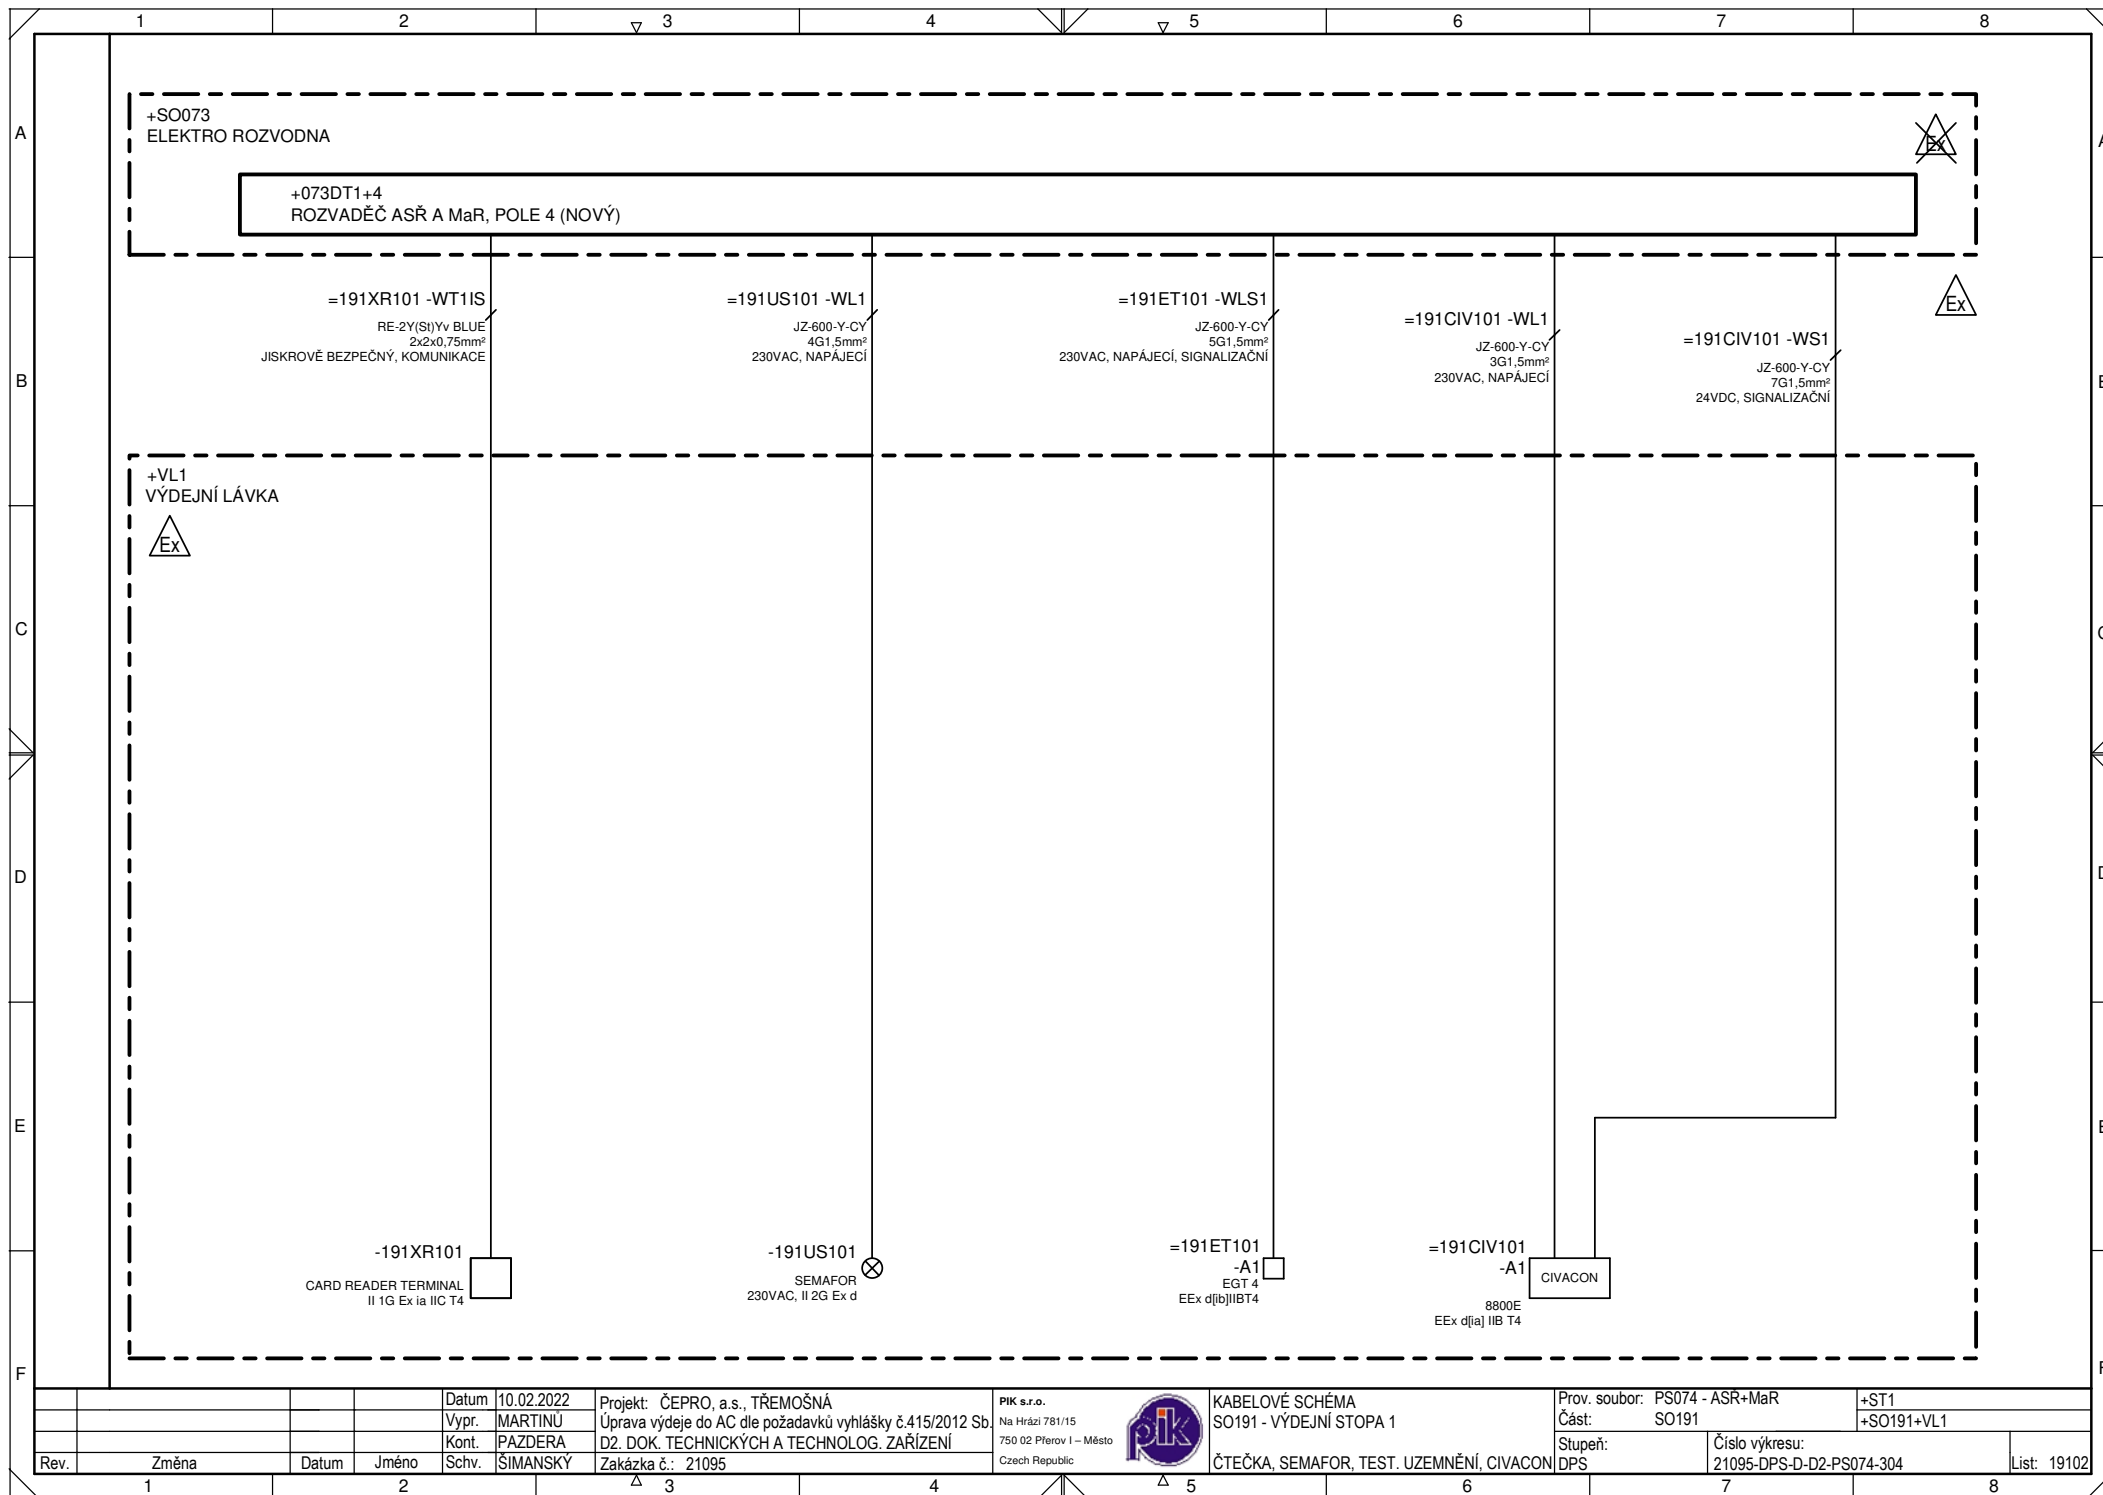 1 2 3 4 5 6 7 8
A
+SO073
ELEKTRO ROZVODNA
Ex
+073DT1+4
ROZVADĚČ ASŘ A MaR, POLE 4 (NOVÝ)
B
Ex
=191XR101 -WT1IS
RE-2Y(St)Yv BLUE
2x2x0,75mm²
JISKROVĚ BEZPEČNÝ, KOMUNIKACE
=191US101 -WL1
JZ-600-Y-CY
4G1,5mm²
230VAC, NAPÁJECÍ
=191ET101 -WLS1
JZ-600-Y-CY
5G1,5mm²
230VAC, NAPÁJECÍ, SIGNALIZAČNÍ
=191CIV101 -WL1
JZ-600-Y-CY
3G1,5mm²
230VAC, NAPÁJECÍ
=191CIV101 -WS1
JZ-600-Y-CY
7G1,5mm²
24VDC, SIGNALIZAČNÍ
+VL1
VÝDEJNÍ LÁVKA
Ex
C
D
E
-191XR101
CARD READER TERMINAL
II 1G Ex ia IIC T4
-191US101
SEMAFOR
230VAC, II 2G Ex d
=191ET101
-A1
EGT 4
EEx d[ib]IIBT4
=191CIV101
-A1
CIVACON
8800E
EEx d[ia] IIB T4
F
Rev. Změna Datum Jméno
Datum 10.02.2022
Vypr. MARTINŮ
Kont. PAZDERA
Schv. ŠIMANSKÝ
Projekt: ČEPRO, a.s., TŘEMOŠNÁ
Úprava výdeje do AC dle požadavků vyhlášky č.415/2012 Sb.
D2. DOK. TECHNICKÝCH A TECHNOLOG. ZAŘÍZENÍ
Zakázka č.: 21095
PIK s.r.o.
Na Hrázi 781/15
750 02 Přerov I – Město
Czech Republic
pik
KABELOVÉ SCHÉMA
SO191 - VÝDEJNÍ STOPA 1
ČTEČKA, SEMAFOR, TEST. UZEMNĚNÍ, CIVACON
Prov. soubor: PS074 - ASŘ+MaR
Část: SO191
+ST1
+SO191+VL1
Stupeň:
DPS
Číslo výkresu:
21095-DPS-D-D2-PS074-304
List: 19102
1 2 3 4 5 6 7 8